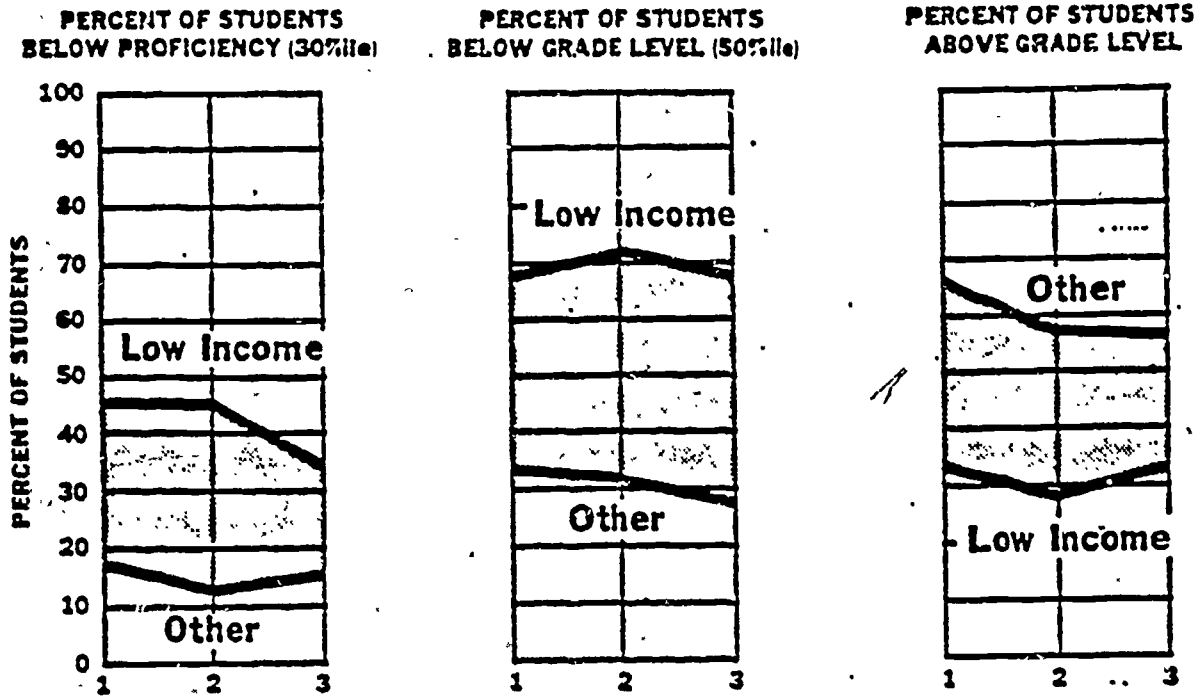 PERCENT OF STUDENTS
BELOW PROFICIENCY (30%ile)
PERCENT OF STUDENTS
BELOW GRADE LEVEL (50%ile)
PERCENT OF STUDENTS
ABOVE GRADE LEVEL
PERCENT OF STUDENTS
100
90
80
70
60
50
40
30
20
10
0
Low Income
Other
1 2 3
Low Income
Other
1 2 3
Other
Low Income
1 2 3